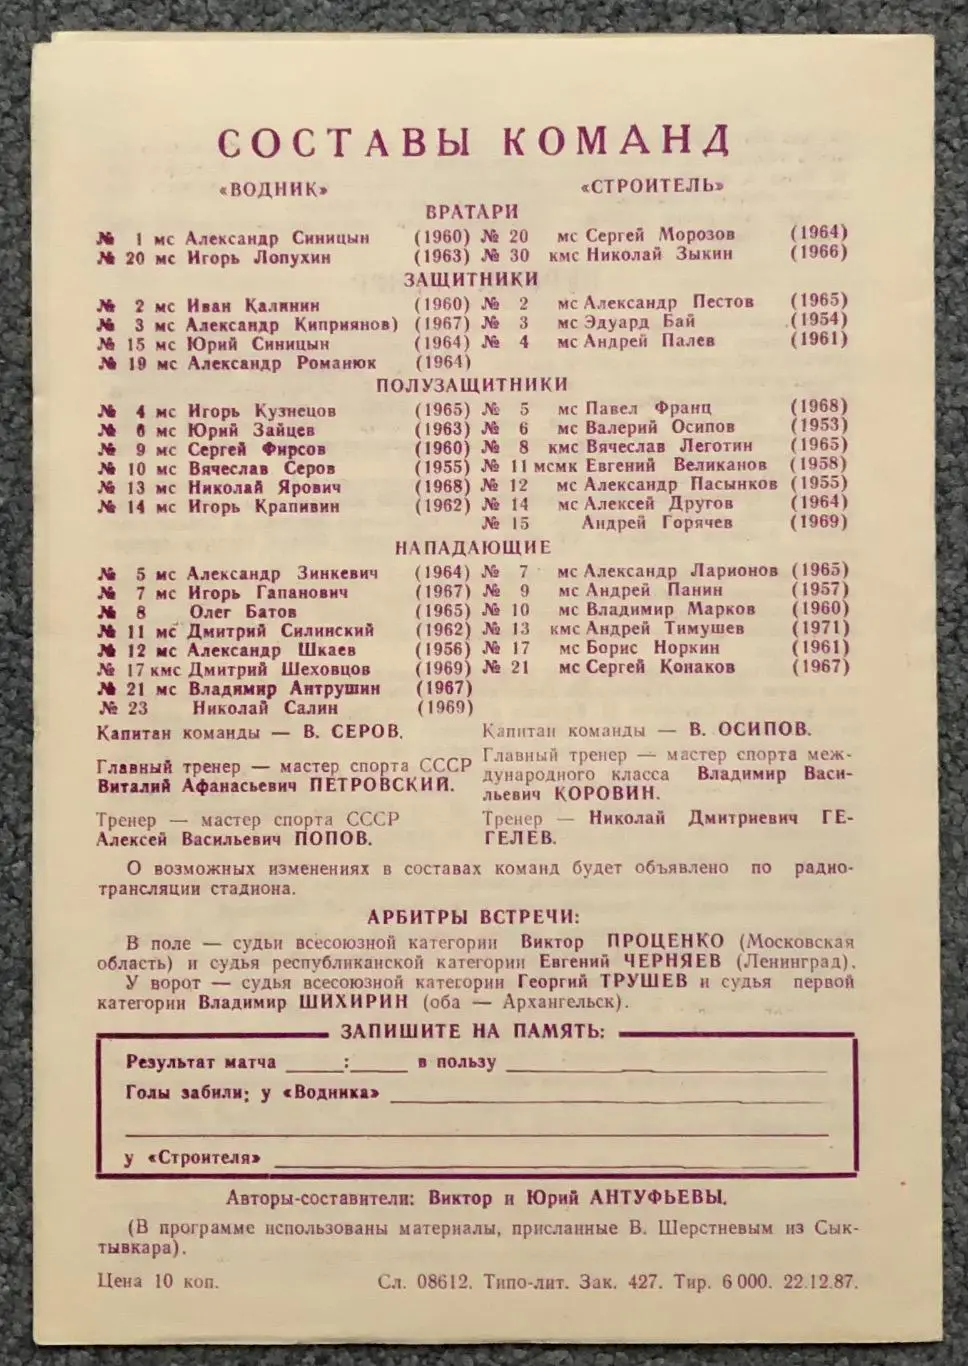 СОСТАВЫ КОМАНД
«ВОДНИК» «СТРОИТЕЛЬ»
ВРАТАРИ
№ 1 мс Александр Синицын (1960) № 20 мс Сергей Морозов (1964)
№ 20 мс Игорь Лопухин (1963) № 30 кмс Николай Зыкин (1966)
ЗАЩИТНИКИ
№ 2 мс Иван Калинин (1960) № 2 мс Александр Пестов (1965)
№ 3 мс Александр Киприянов) (1967) № 3 мс Эдуард Бай (1954)
№ 15 мс Юрий Синицын (1964) № 4 мс Андрей Палев (1961)
№ 19 мс Александр Романюк (1964)
ПОЛУЗАЩИТНИКИ
№ 4 мс Игорь Кузнецов (1965) № 5 мс Павел Франц (1968)
№ 6 мс Юрий Зайцев (1963) № 6 мс Валерий Осипов (1953)
№ 9 мс Сергей Фирсов (1960) № 8 кмс Вячеслав Леготин (1965)
№ 10 мс Вячеслав Серов (1955) № 11 мсмк Евгений Великанов (1958)
№ 13 мс Николай Ярович (1968) № 12 мс Александр Пасынков (1955)
№ 14 мс Игорь Крапивин (1962) № 14 мс Алексей Другов (1964)
№ 15 Андрей Горячев (1969)
НАПАДАЮЩИЕ
№ 5 мс Александр Зинкевич (1964) № 7 мс Александр Ларионов (1965)
№ 7 мс Игорь Гапанович (1967) № 9 мс Андрей Панин (1957)
№ 8 Олег Батов (1965) № 10 мс Владимир Марков (1960)
№ 11 мс Дмитрий Силинский (1962) № 13 кмс Андрей Тимушев (1971)
№ 12 мс Александр Шкаев (1956) № 17 мс Борис Норкин (1961)
№ 17 кмс Дмитрий Шеховцов (1969) № 21 мс Сергей Конаков (1967)
№ 21 мс Владимир Антрушин (1967)
№ 23 Николай Салин (1969)
Капитан команды — В. СЕРОВ.
Главный тренер — мастер спорта СССР
Виталий Афанасьевич ПЕТРОВСКИЙ.
Тренер — мастер спорта СССР
Алексей Васильевич ПОПОВ.
Капитан команды — В. ОСИПОВ.
Главный тренер — мастер спорта меж-
дународного класса Владимир Васи-
льевич КОРОВИН.
Тренер — Николай Дмитриевич ГЕ-
ГЕЛЕВ.
О возможных изменениях в составах команд будет объявлено по радио-
трансляции стадиона.
АРБИТРЫ ВСТРЕЧИ:
В поле — судьи всесоюзной категории Виктор ПРОЦЕНКО (Московская
область) и судья республиканской категории Евгений ЧЕРНЯЕВ (Ленинград).
У ворот — судья всесоюзной категории Георгий ТРУШЕВ и судья первой
категории Владимир ШИХИРИН (оба — Архангельск).
ЗАПИШИТЕ НА ПАМЯТЬ:
Результат матча _____:_____ в пользу _____
Голы забили: у «Водника» _____
у «Строителя» _____
Авторы-составители: Виктор и Юрий АНТУФЬЕВЫ.
(В программе использованы материалы, присланные В. Шерстневым из Сык-
тывкара).
Цена 10 коп. Сл. 08612. Типо-лит. Зак. 427. Тир. 6 000. 22.12.87.